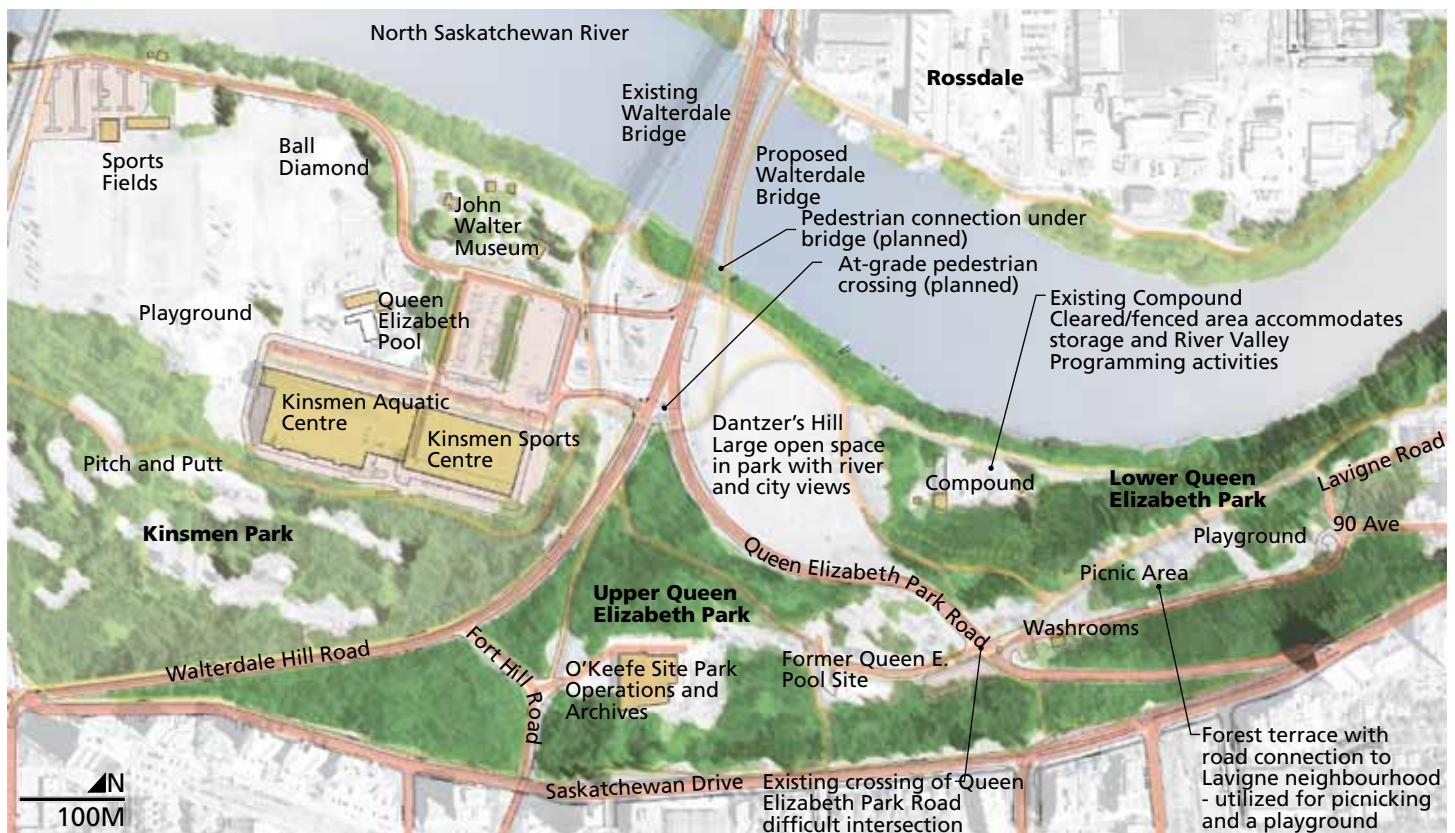 North Saskatchewan River
Rossdale
Existing
Walterdale
Bridge
Ball
Diamond
Sports
Fields
Proposed
Walterdale
Bridge
John
Walter
Museum
Pedestrian connection under
bridge (planned)
At-grade pedestrian
crossing (planned)
Existing Compound
Cleared/fenced area accommodates
storage and River Valley
Programming activities
Playground
Queen
Elizabeth
Pool
Kinsmen Aquatic
Centre
Kinsmen Sports
Centre
Dantzer's Hill
Large open space
in park with river
and city views
Pitch and Putt
Compound
Lower Queen
Elizabeth Park
Lavigne Road
Kinsmen Park
Playground
90 Ave
Queen Elizabeth Park Road
Picnic Area
Upper Queen
Elizabeth Park
Washrooms
Walterdale Hill Road
Fort Hill Road
O'Keefe Site Park
Operations and
Archives
Former Queen E.
Pool Site
Forest terrace with
road connection to
Lavigne neighbourhood
- utilized for picnicking
and a playground
Saskatchewan Drive
Existing crossing of Queen
Elizabeth Park Road
difficult intersection
N
100M